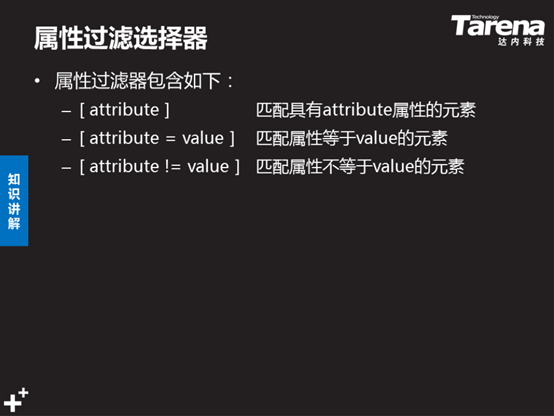 属性过滤选择器
Technology
Tarena
达内科技
• 属性过滤器包含如下：
– [ attribute ] 匹配具有attribute属性的元素
– [ attribute = value ] 匹配属性等于value的元素
– [ attribute != value ] 匹配属性不等于value的元素
知识讲解